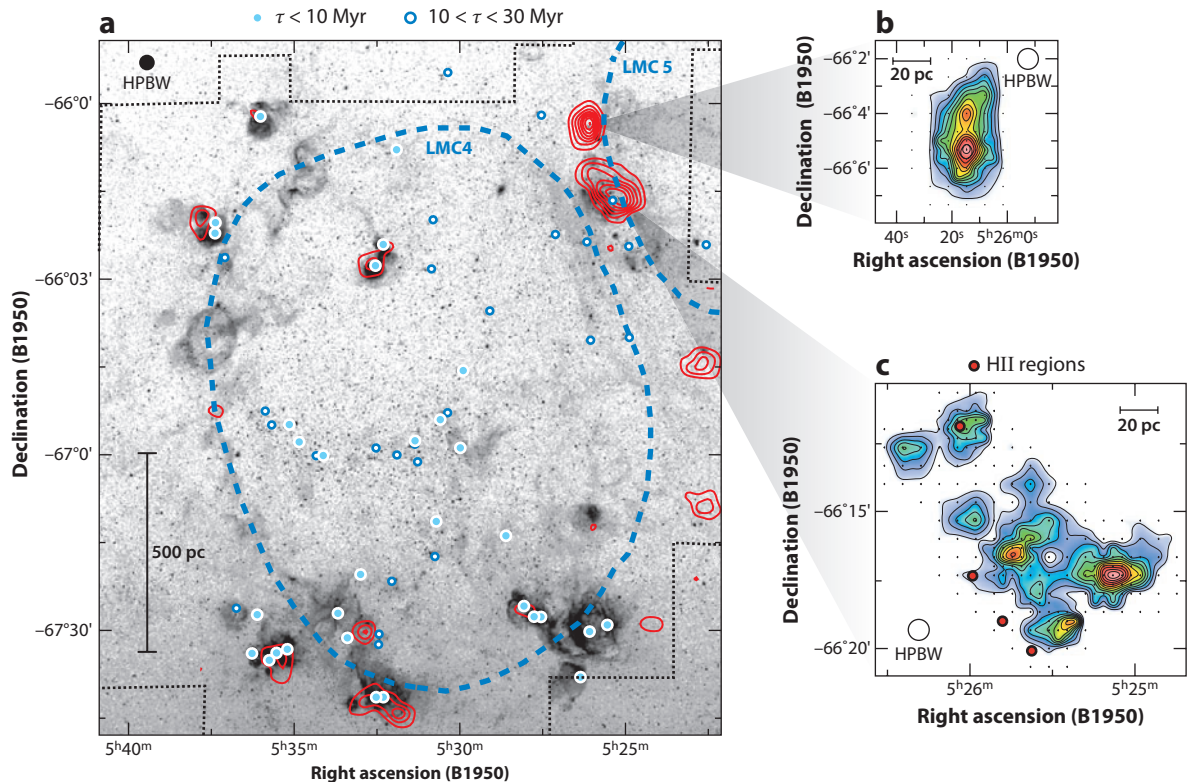 τ < 10 Myr
10 < τ < 30 Myr
a
HPBW
LMC 5
LMC4
500 pc
−66°0'
−66°03'
−67°0'
−67°30'
Declination (B1950)
5h40m
5h35m
5h30m
5h25m
Right ascension (B1950)
b
20 pc
HPBW
−66°2'
−66°4'
−66°6'
Declination (B1950)
40s
20s
5h26m0s
Right ascension (B1950)
c
HII regions
20 pc
−66°15'
−66°20'
HPBW
Declination (B1950)
5h26m
5h25m
Right ascension (B1950)